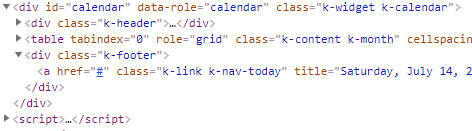 ▼<div id="calendar" data-role="calendar" class="k-widget k-calendar">
▶<div class="k-header">…</div>
▶<table tabindex="0" role="grid" class="k-content k-month" cellspacin
▼<div class="k-footer">
<a href="#" class="k-link k-nav-today" title="Saturday, July 14, 2
</div>
</div>
▶<script>…</script>